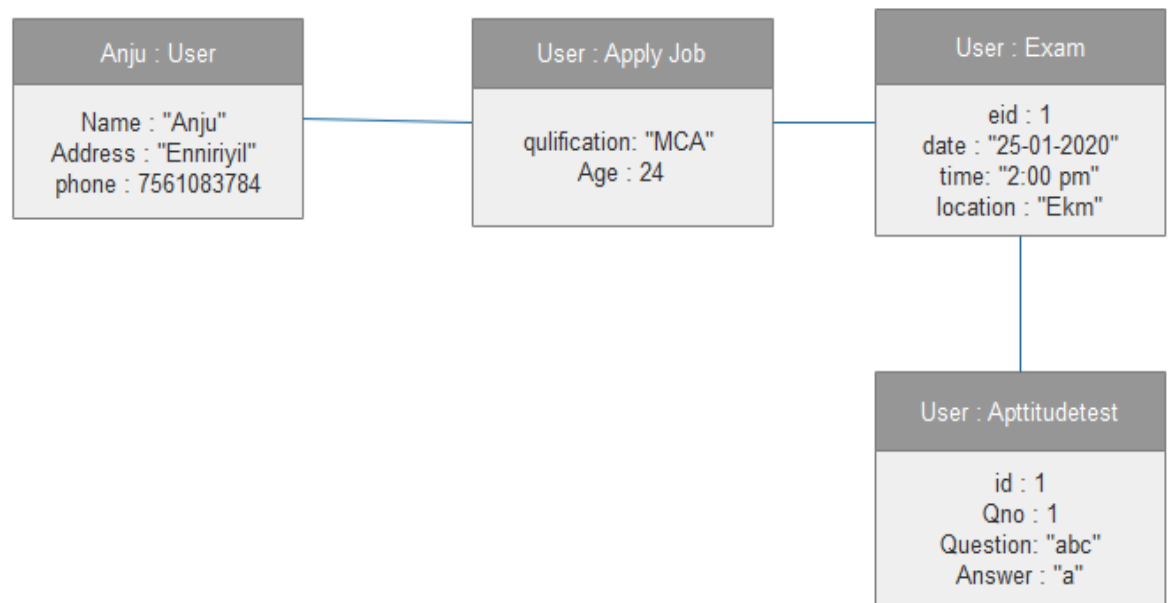 Anju : User
Name : "Anju"
Address : "Enniriyil"
phone : 7561083784
User : Apply Job
qulification: "MCA"
Age : 24
User : Exam
eid : 1
date : "25-01-2020"
time: "2:00 pm"
location : "Ekm"
User : Apttitudetest
id : 1
Qno : 1
Question: "abc"
Answer : "a"